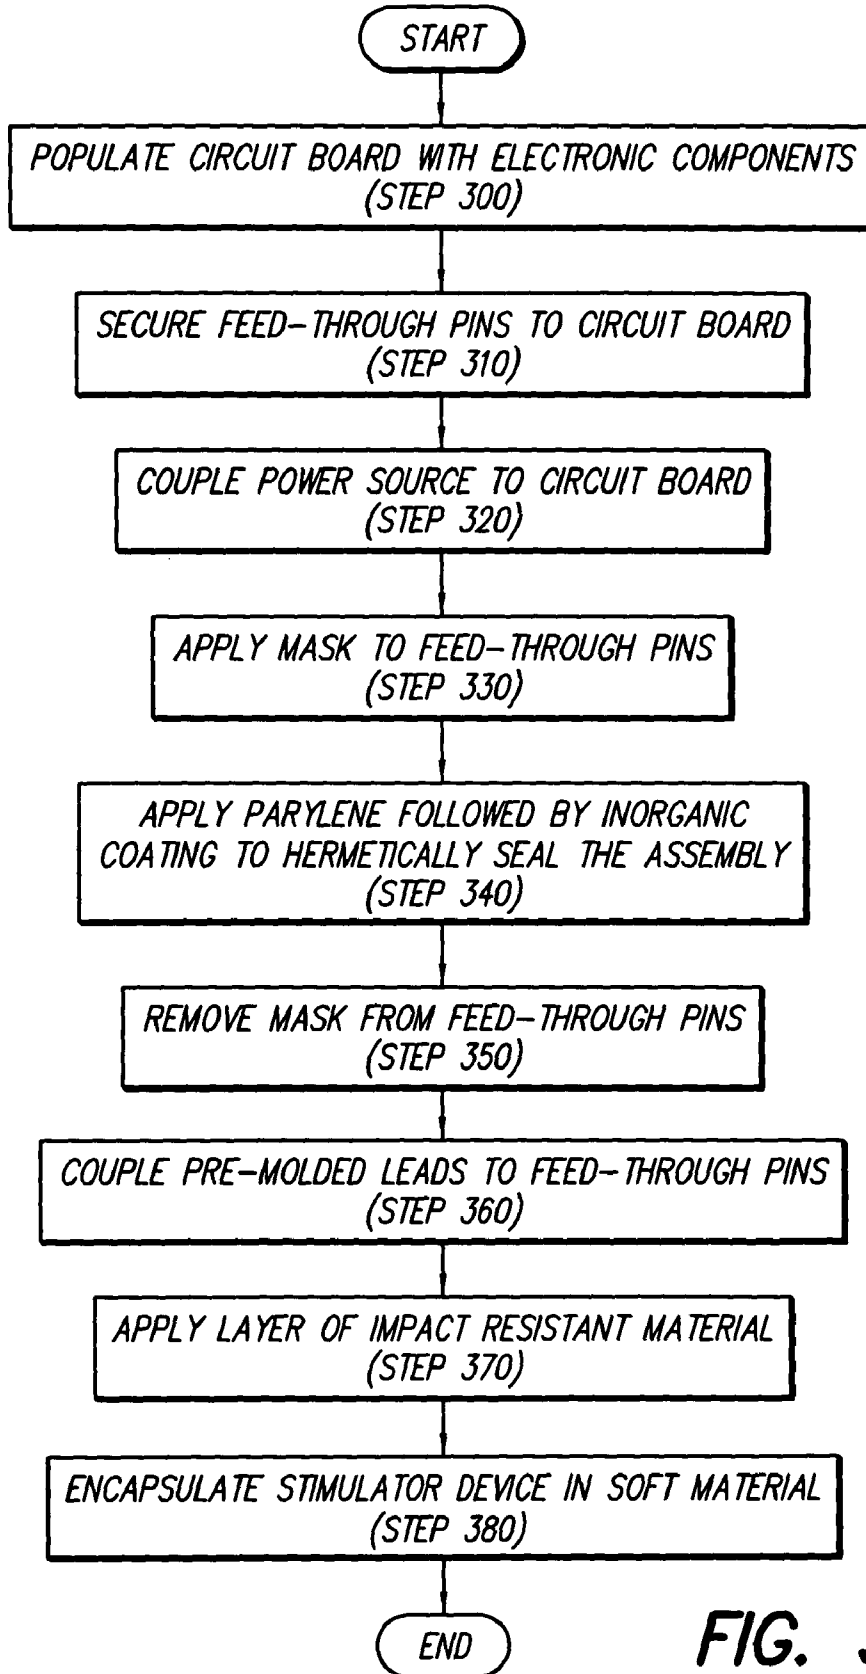 START
POPULATE CIRCUIT BOARD WITH ELECTRONIC COMPONENTS
(STEP 300)
SECURE FEED-THROUGH PINS TO CIRCUIT BOARD
(STEP 310)
COUPLE POWER SOURCE TO CIRCUIT BOARD
(STEP 320)
APPLY MASK TO FEED-THROUGH PINS
(STEP 330)
APPLY PARYLENE FOLLOWED BY INORGANIC
COATING TO HERMETICALLY SEAL THE ASSEMBLY
(STEP 340)
REMOVE MASK FROM FEED-THROUGH PINS
(STEP 350)
COUPLE PRE-MOLDED LEADS TO FEED-THROUGH PINS
(STEP 360)
APPLY LAYER OF IMPACT RESISTANT MATERIAL
(STEP 370)
ENCAPSULATE STIMULATOR DEVICE IN SOFT MATERIAL
(STEP 380)
END
FIG.